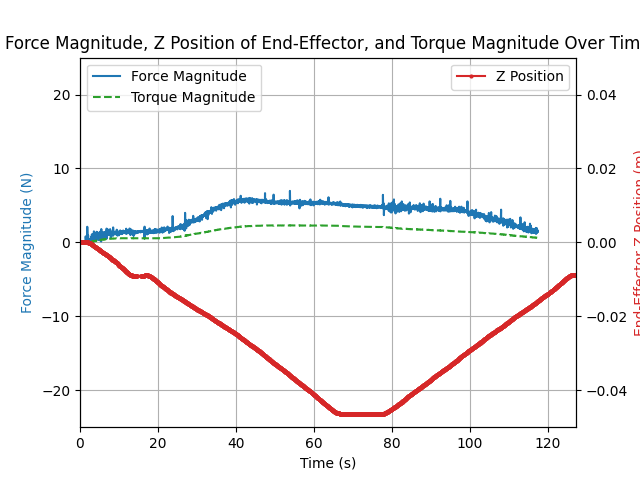 Force Magnitude, Z Position of End-Effector, and Torque Magnitude Over Tim
Force Magnitude
Torque Magnitude
Z Position
20
10
0
−10
−20
0.04
0.02
0.00
−0.02
−0.04
Force Magnitude (N)
End-Effector Z Position (m)
0 20 40 60 80 100 120
Time (s)